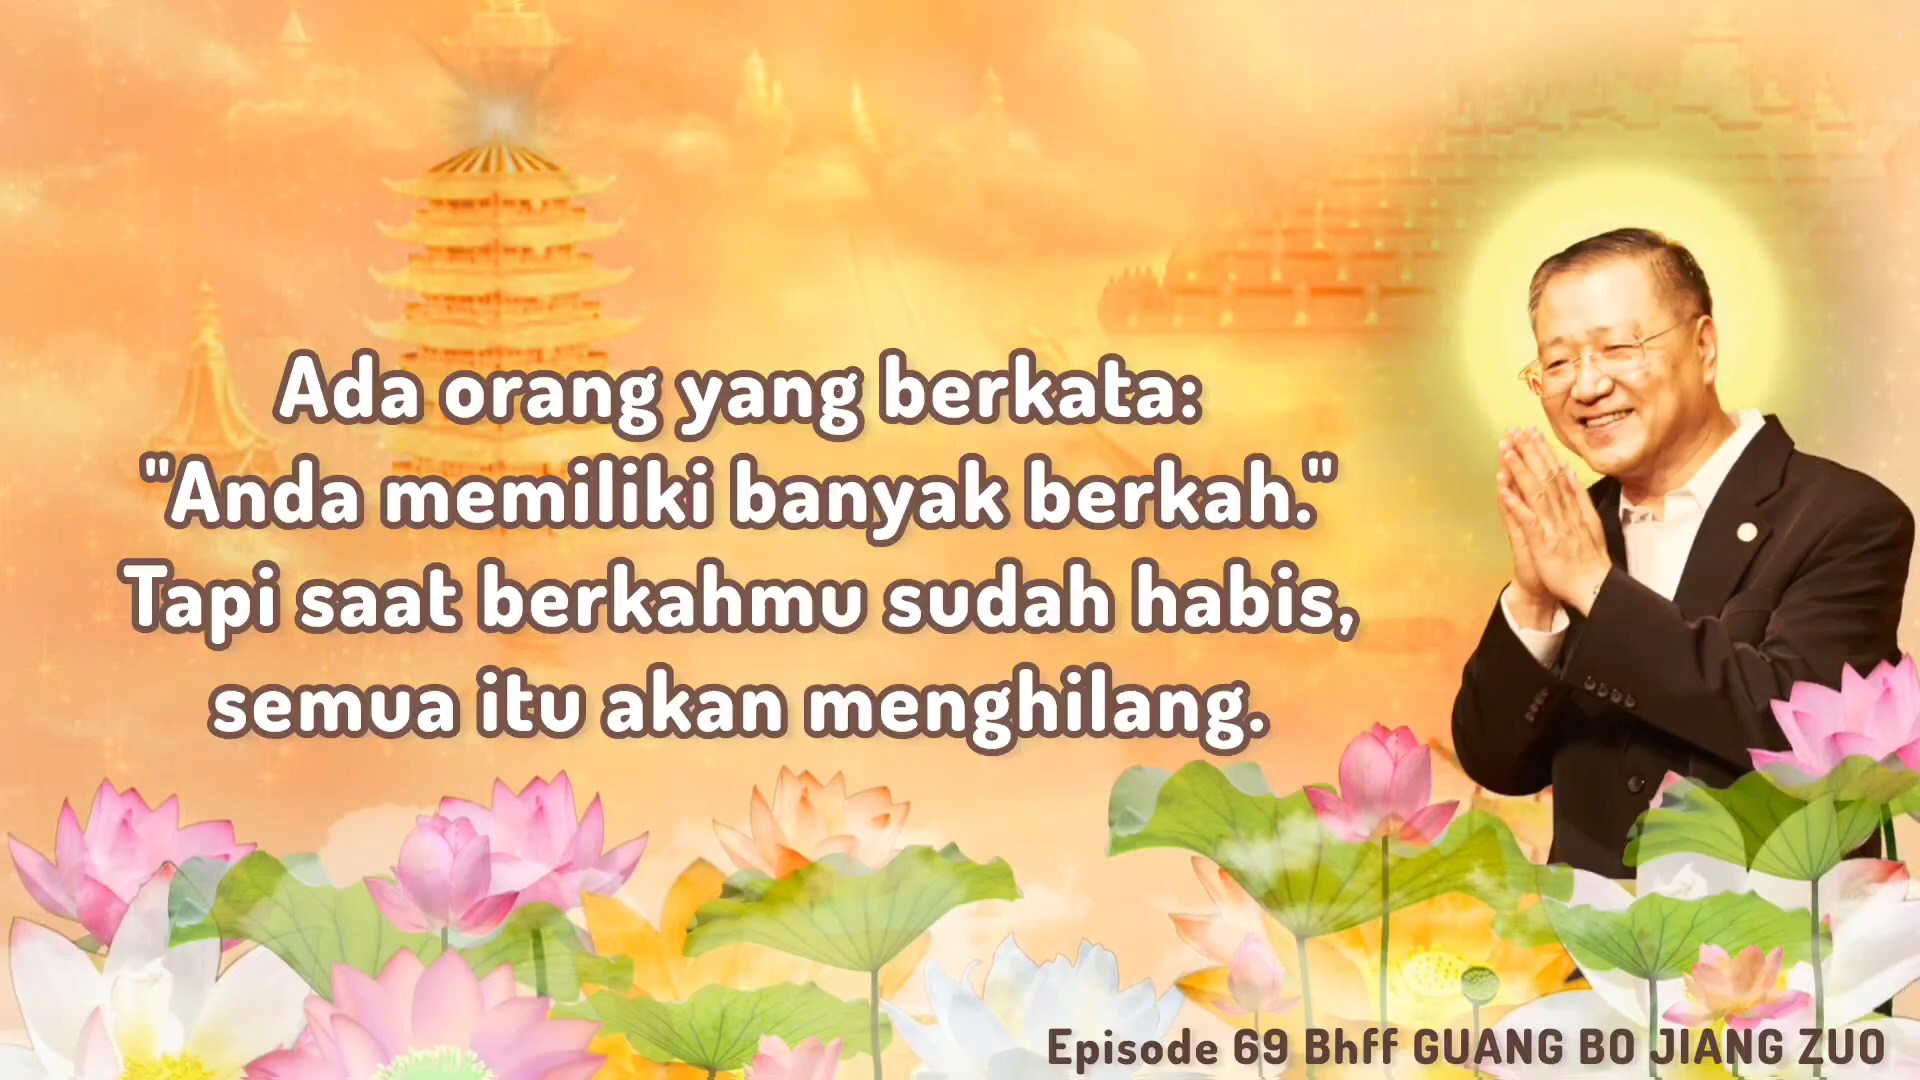 Ada orang yang berkata:
"Anda memiliki banyak berkah."
Tapi saat berkahmu sudah habis,
semua itu akan menghilang.
Episode 69 Bhff GUANG BO JIANG ZUO